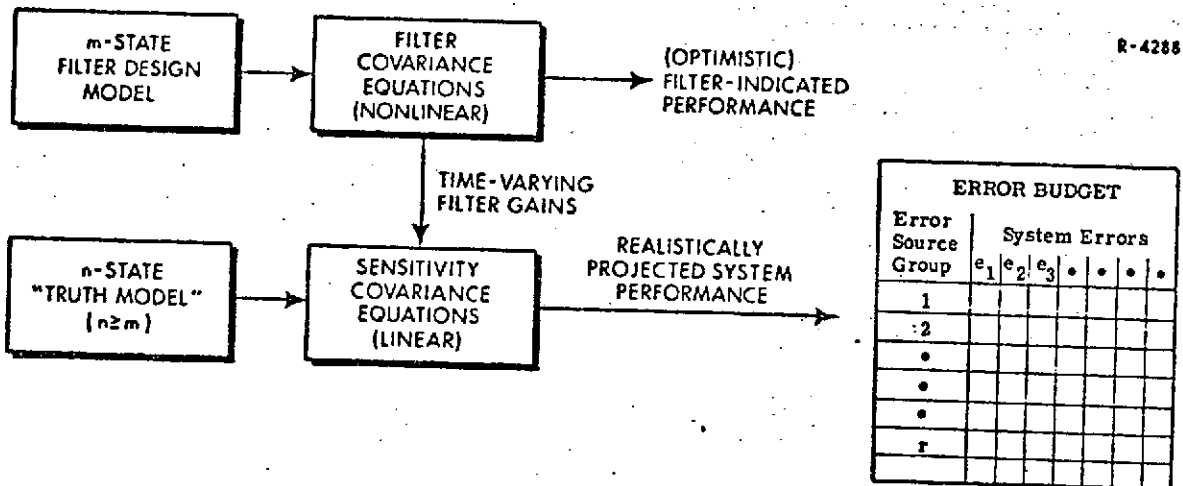 R-4288
m-STATE
FILTER DESIGN
MODEL
FILTER
COVARIANCE
EQUATIONS
(NONLINEAR)
(OPTIMISTIC)
FILTER-INDICATED
PERFORMANCE
TIME-VARYING
FILTER GAINS
n-STATE
"TRUTH MODEL"
(n≥m)
SENSITIVITY
COVARIANCE
EQUATIONS
(LINEAR)
REALISTICALLY
PROJECTED SYSTEM
PERFORMANCE
ERROR BUDGET
Error
Source
Group
System Errors
e1 e2 e3 • • • •
1
2
•
•
•
r